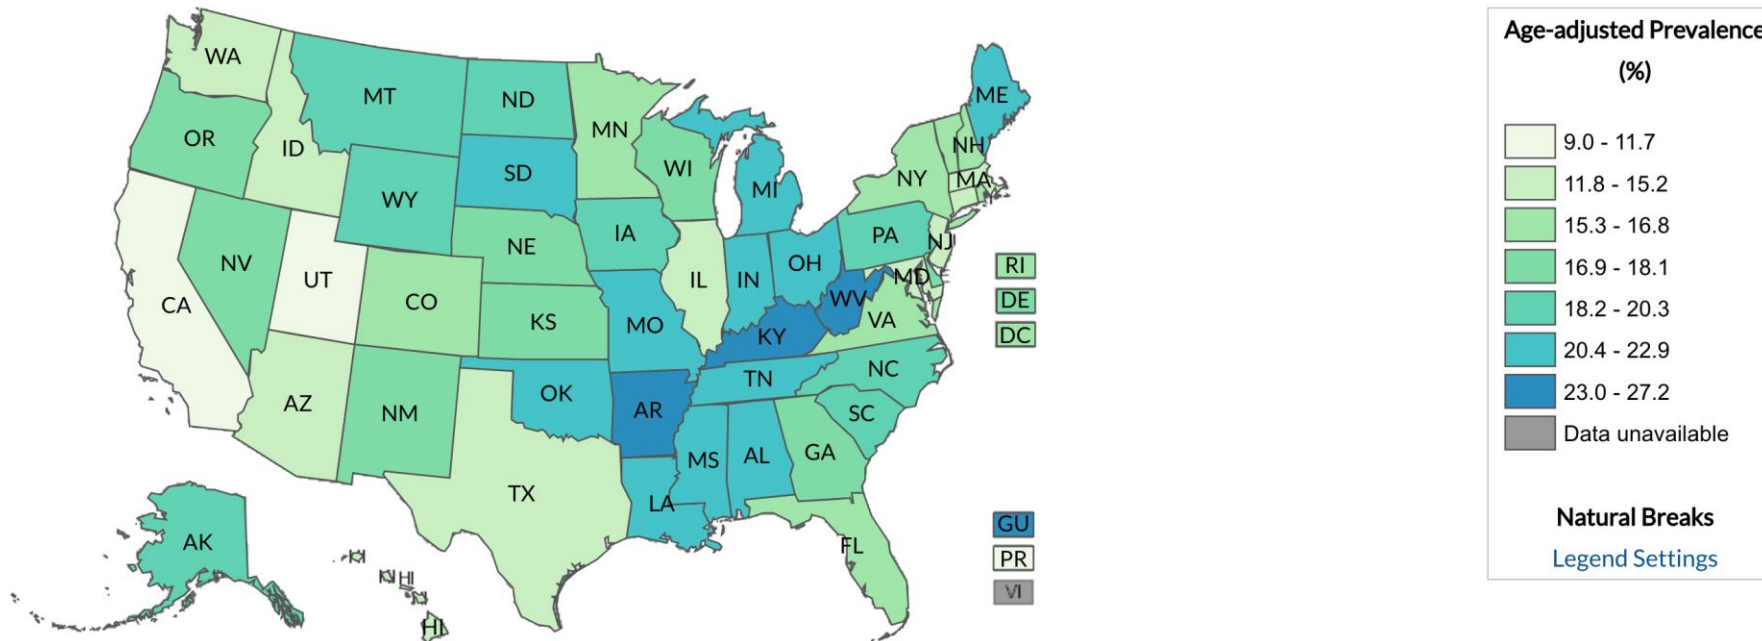 WA
MT
ND
MN
ME
OR
ID
SD
WI
MI
NY
NH
MA
WY
IA
PA
NJ
NV
NE
IL
IN
OH
MD
UT
CO
KS
MO
WV
VA
CA
KY
AZ
NM
OK
AR
TN
NC
SC
TX
LA
MS
AL
GA
FL
AK
HI
HI
HI
RI
DE
DC
GU
PR
VI
Age-adjusted Prevalence
(%)
9.0 - 11.7
11.8 - 15.2
15.3 - 16.8
16.9 - 18.1
18.2 - 20.3
20.4 - 22.9
23.0 - 27.2
Data unavailable
Natural Breaks
Legend Settings